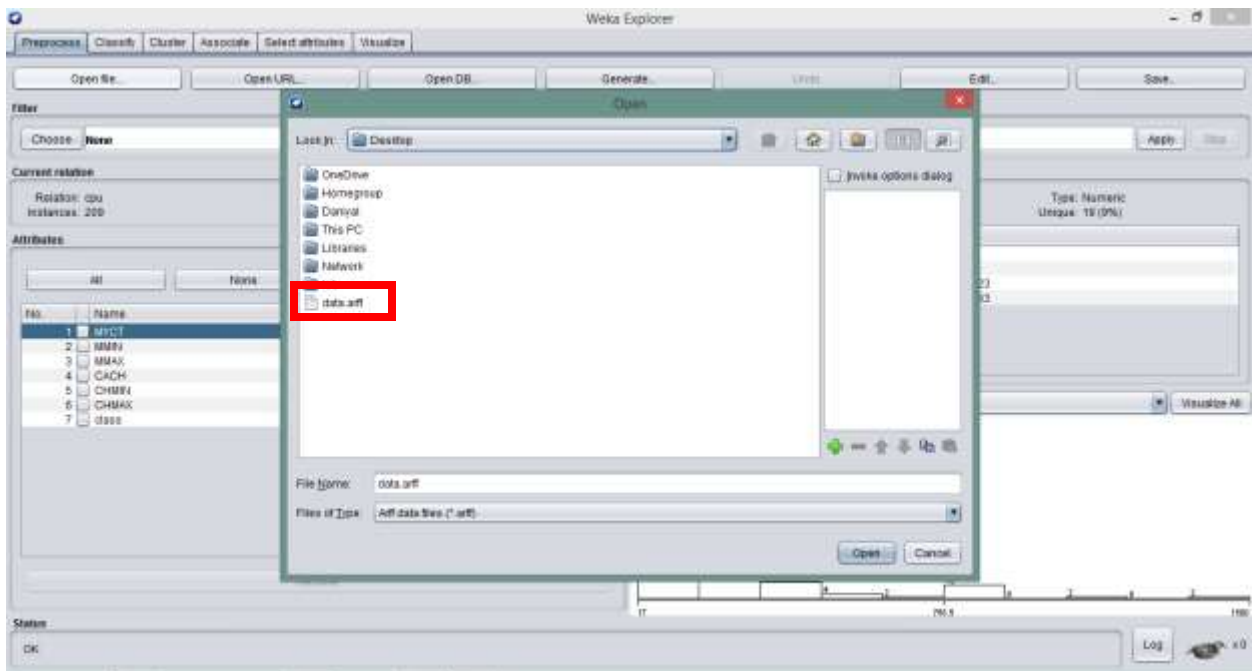 Weka Explorer
Preprocess Classify Cluster Associate Select attributes Visualize
Open file... Open URL... Open DB... Generate... Undo Edit... Save...
Filter
Choose None
Apply Stop
Open
Look In: Desktop
OneDrive
Homegroup
Daniyal
This PC
Libraries
Network
data.arff
Invoke options dialog
File Name: data.arff
Files of Type: Arff data files (*.arff)
Open Cancel
Current relation
Relation: cpu
Instances: 209
Attributes
All None
No. Name
1 MYCT
2 MMIN
3 MMAX
4 CACH
5 CHMIN
6 CHMAX
7 class
Type: Numeric
Unique: 19 (9%)
Visualize All
17
Status
OK
Log x 0